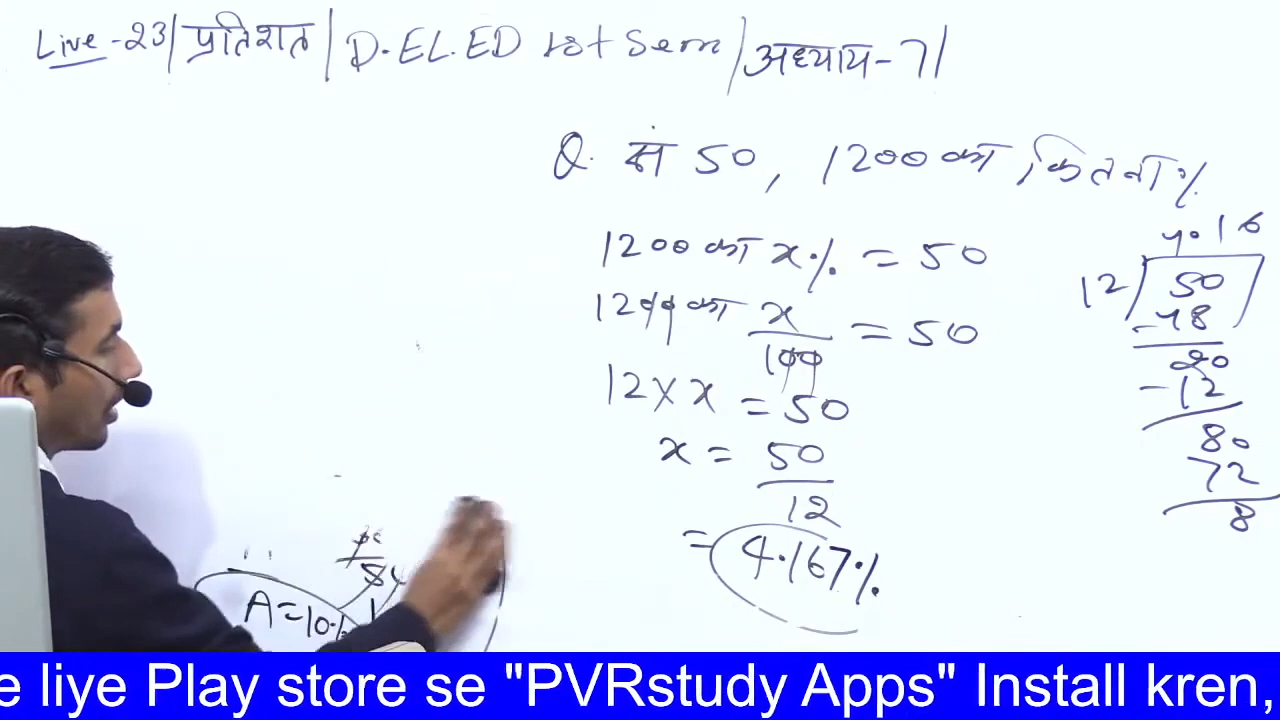 Live-23/प्रतिशत/D.EL.ED 1st Sem/अध्याय-7/
Q. 50, 1200 का कितना %
1200 का x% = 50
1200 का x/100 = 50
12 × x = 50
x = 50/12
= 4.167%
4.16
12 50
-48
20
-12
80
72
8
A = 10%
e liye Play store se "PVRstudy Apps" Install kren,